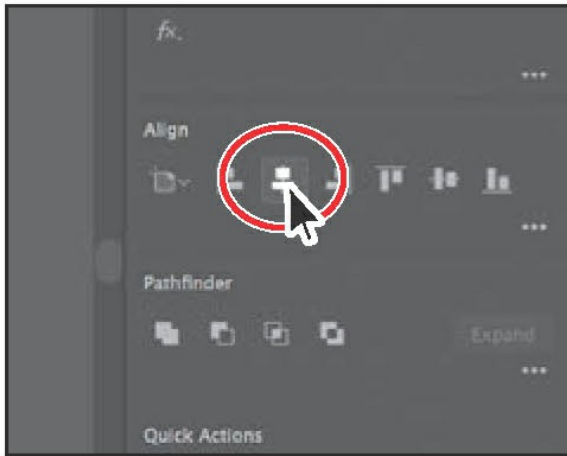 fx.
Align
Pathfinder
Expand
Quick Actions